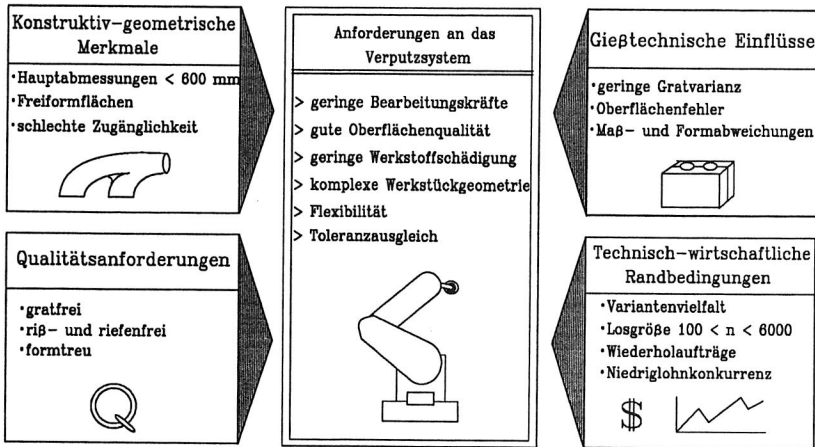 Konstruktiv-geometrische
Merkmale
·Hauptabmessungen < 600 mm
·Freiformflächen
·schlechte Zugänglichkeit
Qualitätsanforderungen
·gratfrei
·riß- und riefenfrei
·formtreu
Anforderungen an das
Verputzsystem
> geringe Bearbeitungskräfte
> gute Oberflächenqualität
> geringe Werkstoffschädigung
> komplexe Werkstückgeometrie
> Flexibilität
> Toleranzausgleich
Gießtechnische Einflüsse
·geringe Gratvarianz
·Oberflächenfehler
·Maß- und Formabweichungen
Technisch-wirtschaftliche
Randbedingungen
·Variantenvielfalt
·Losgröße 100 < n < 6000
·Wiederholaufträge
·Niedriglohnkonkurrenz
$